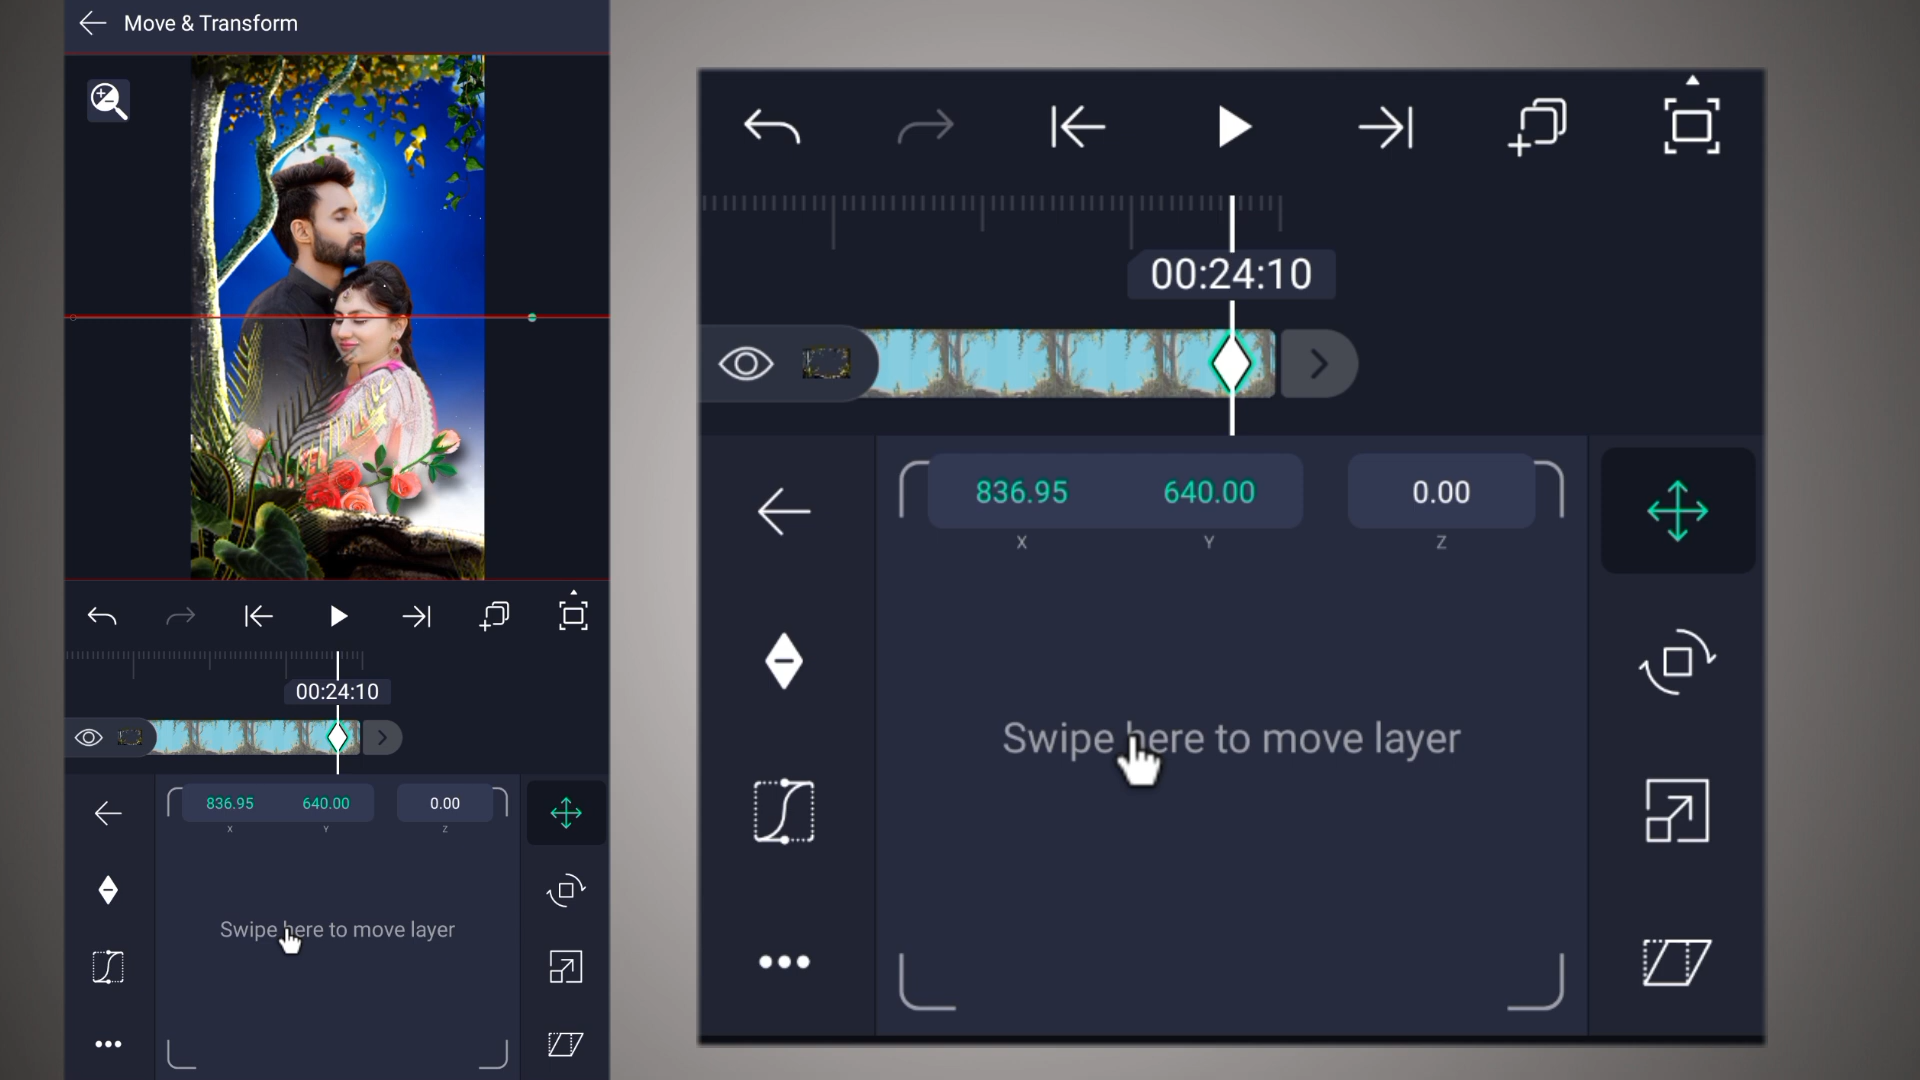 Move & Transform
00:24:10
836.95 640.00 0.00
X Y Z
Swipe here to move layer
00:24:10
836.95 640.00 0.00
X Y Z
Swipe here to move layer